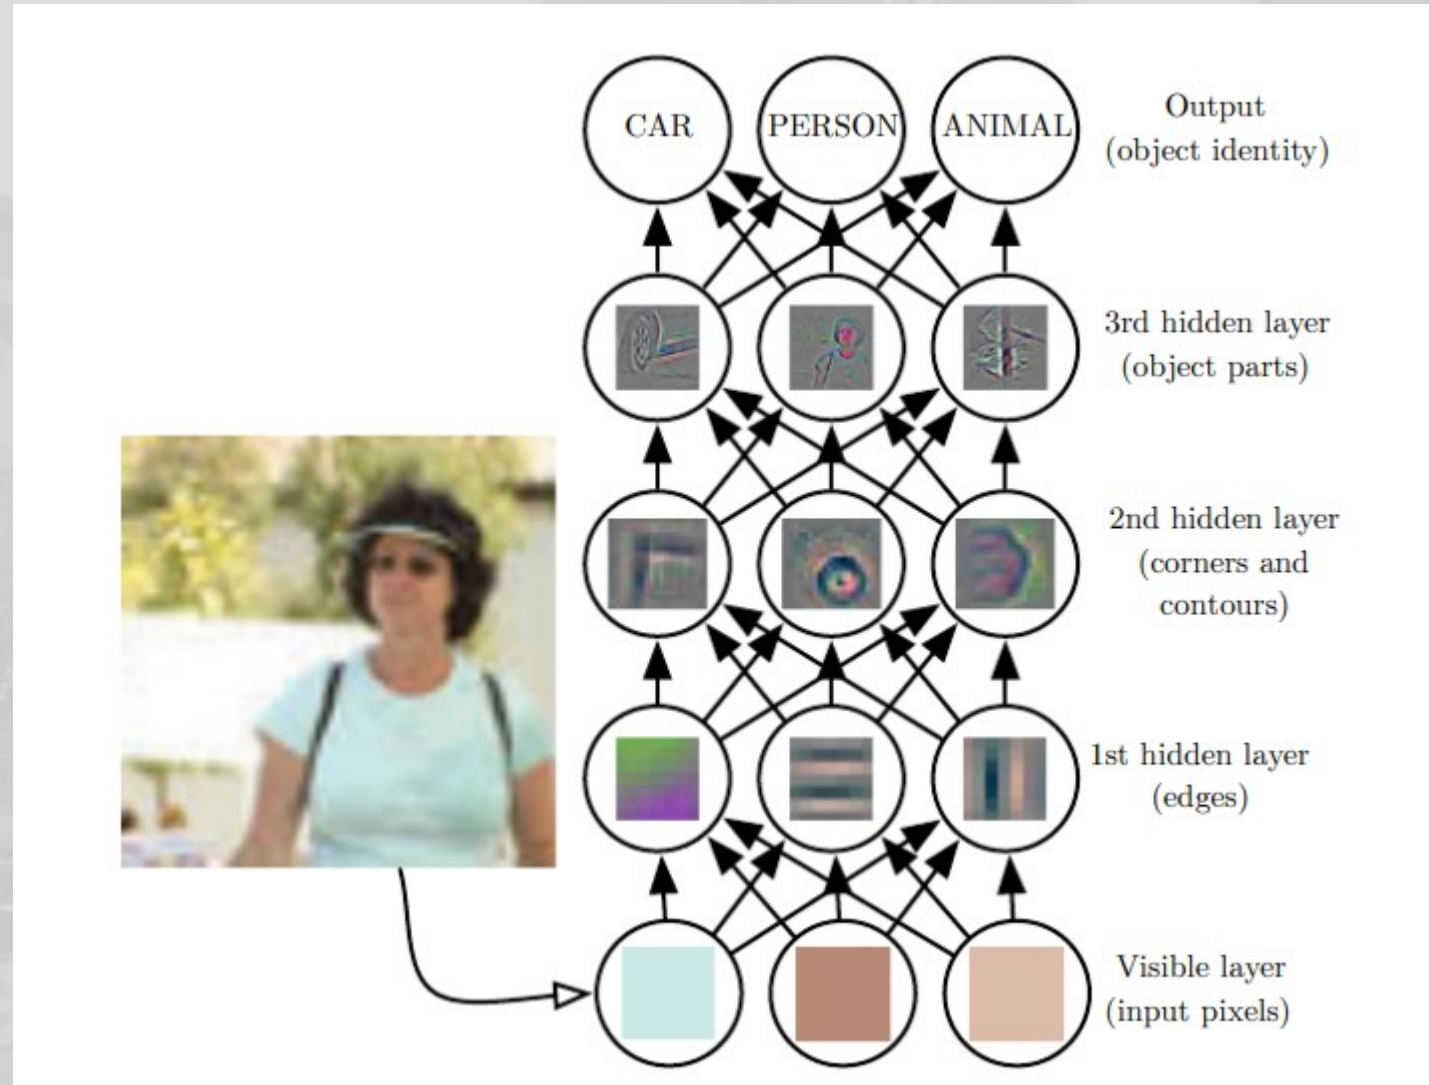 CAR
PERSON
ANIMAL
Output
(object identity)
3rd hidden layer
(object parts)
2nd hidden layer
(corners and
contours)
1st hidden layer
(edges)
Visible layer
(input pixels)